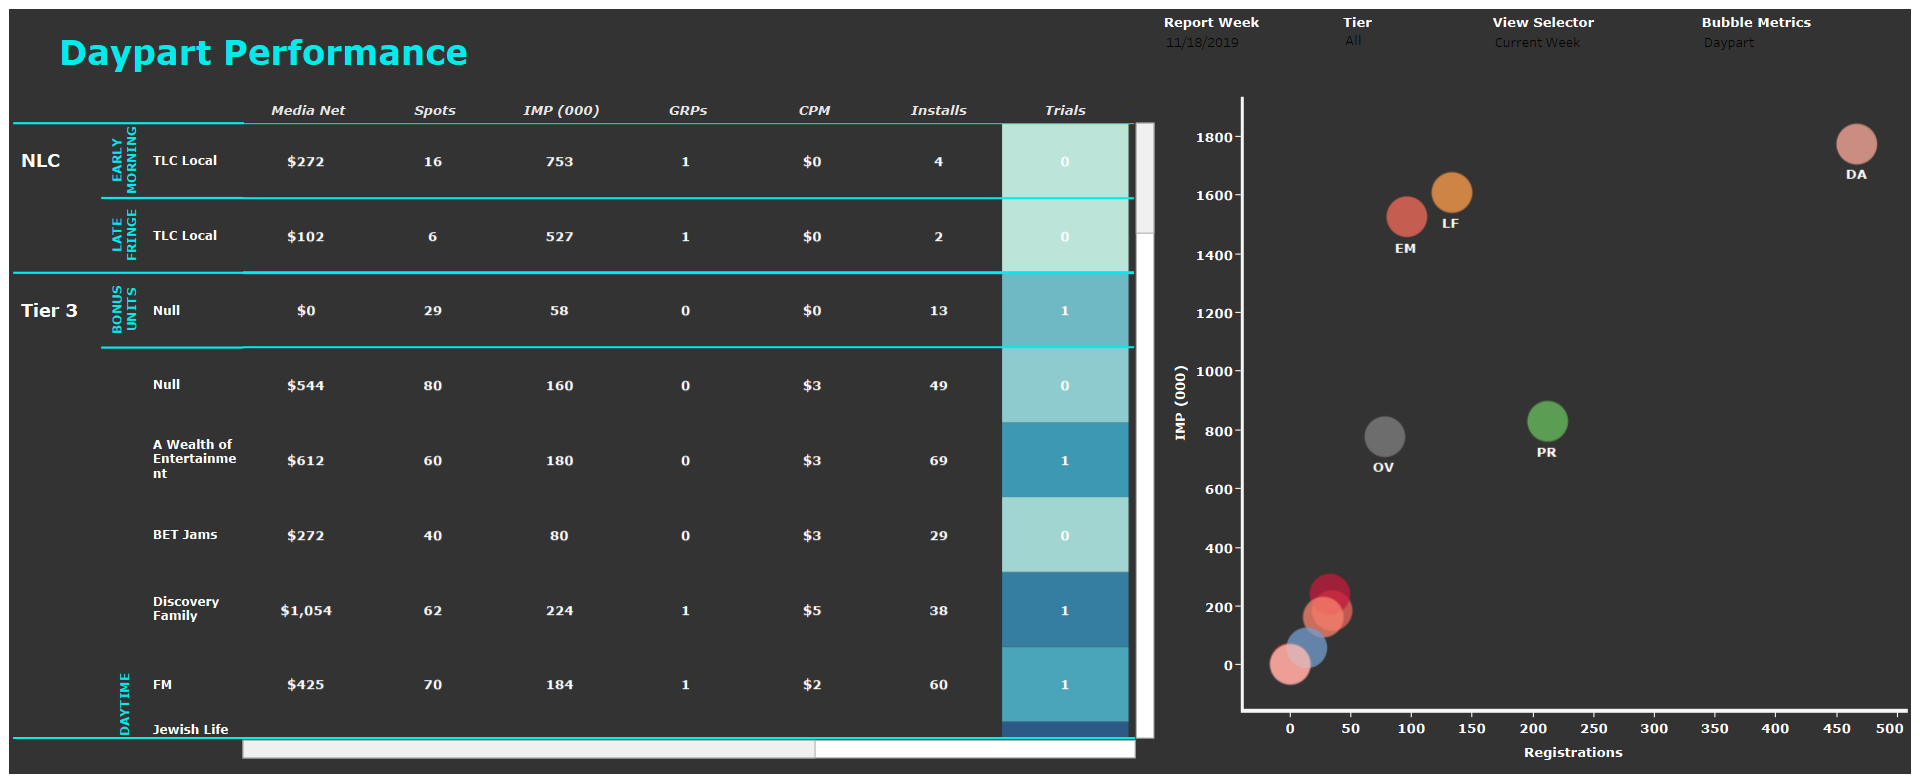 Daypart Performance
Report Week
11/18/2019
Tier
All
View Selector
Current Week
Bubble Metrics
Daypart
Media Net Spots IMP (000) GRPs CPM Installs Trials
NLC
EARLY
MORNING
TLC Local $272 16 753 1 $0 4 0
LATE
FRINGE
TLC Local $102 6 527 1 $0 2 0
Tier 3
BONUS
UNITS
Null $0 29 58 0 $0 13 1
DAYTIME
Null $544 80 160 0 $3 49 0
A Wealth of
Entertainme
nt
$612 60 180 0 $3 69 1
BET Jams $272 40 80 0 $3 29 0
Discovery
Family
$1,054 62 224 1 $5 38 1
FM $425 70 184 1 $2 60 1
Jewish Life
IMP (000)
1800
1600
1400
1200
1000
800
600
400
200
0
DA
LF
EM
PR
OV
0 50 100 150 200 250 300 350 400 450 500
Registrations